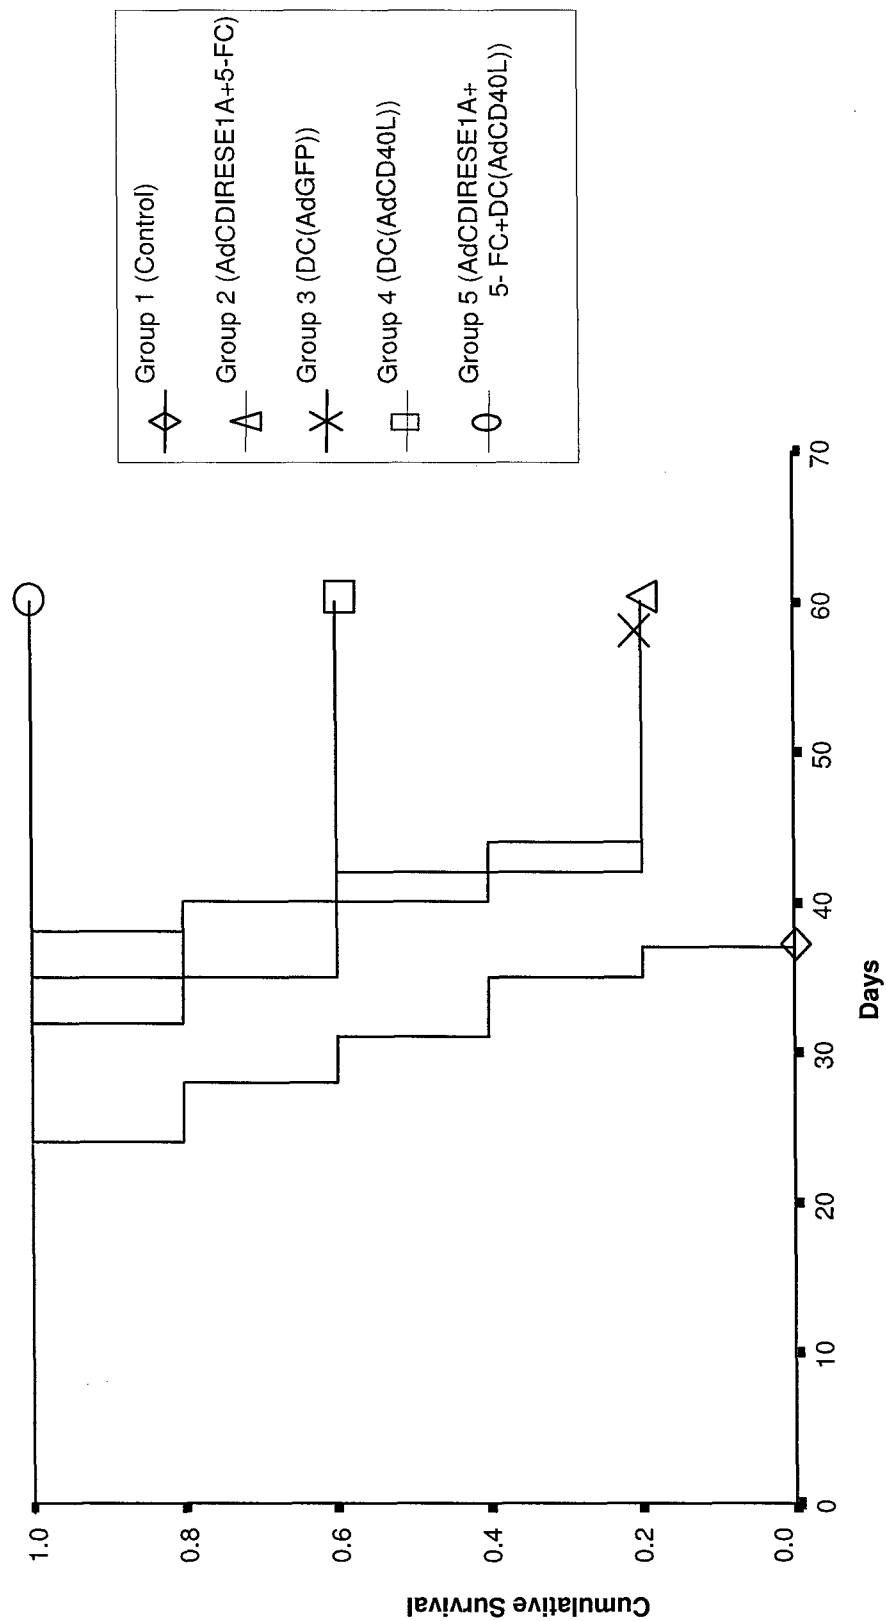 Group 1 (Control)
Group 2 (AdCDIRESE1A+5-FC)
Group 3 (DC(AdGFP))
Group 4 (DC(AdCD40L))
Group 5 (AdCDIRESE1A+
5- FC+DC(AdCD40L))
Cumulative Survival
1.0
0.8
0.6
0.4
0.2
0.0
0
10
20
30
40
50
60
70
Days